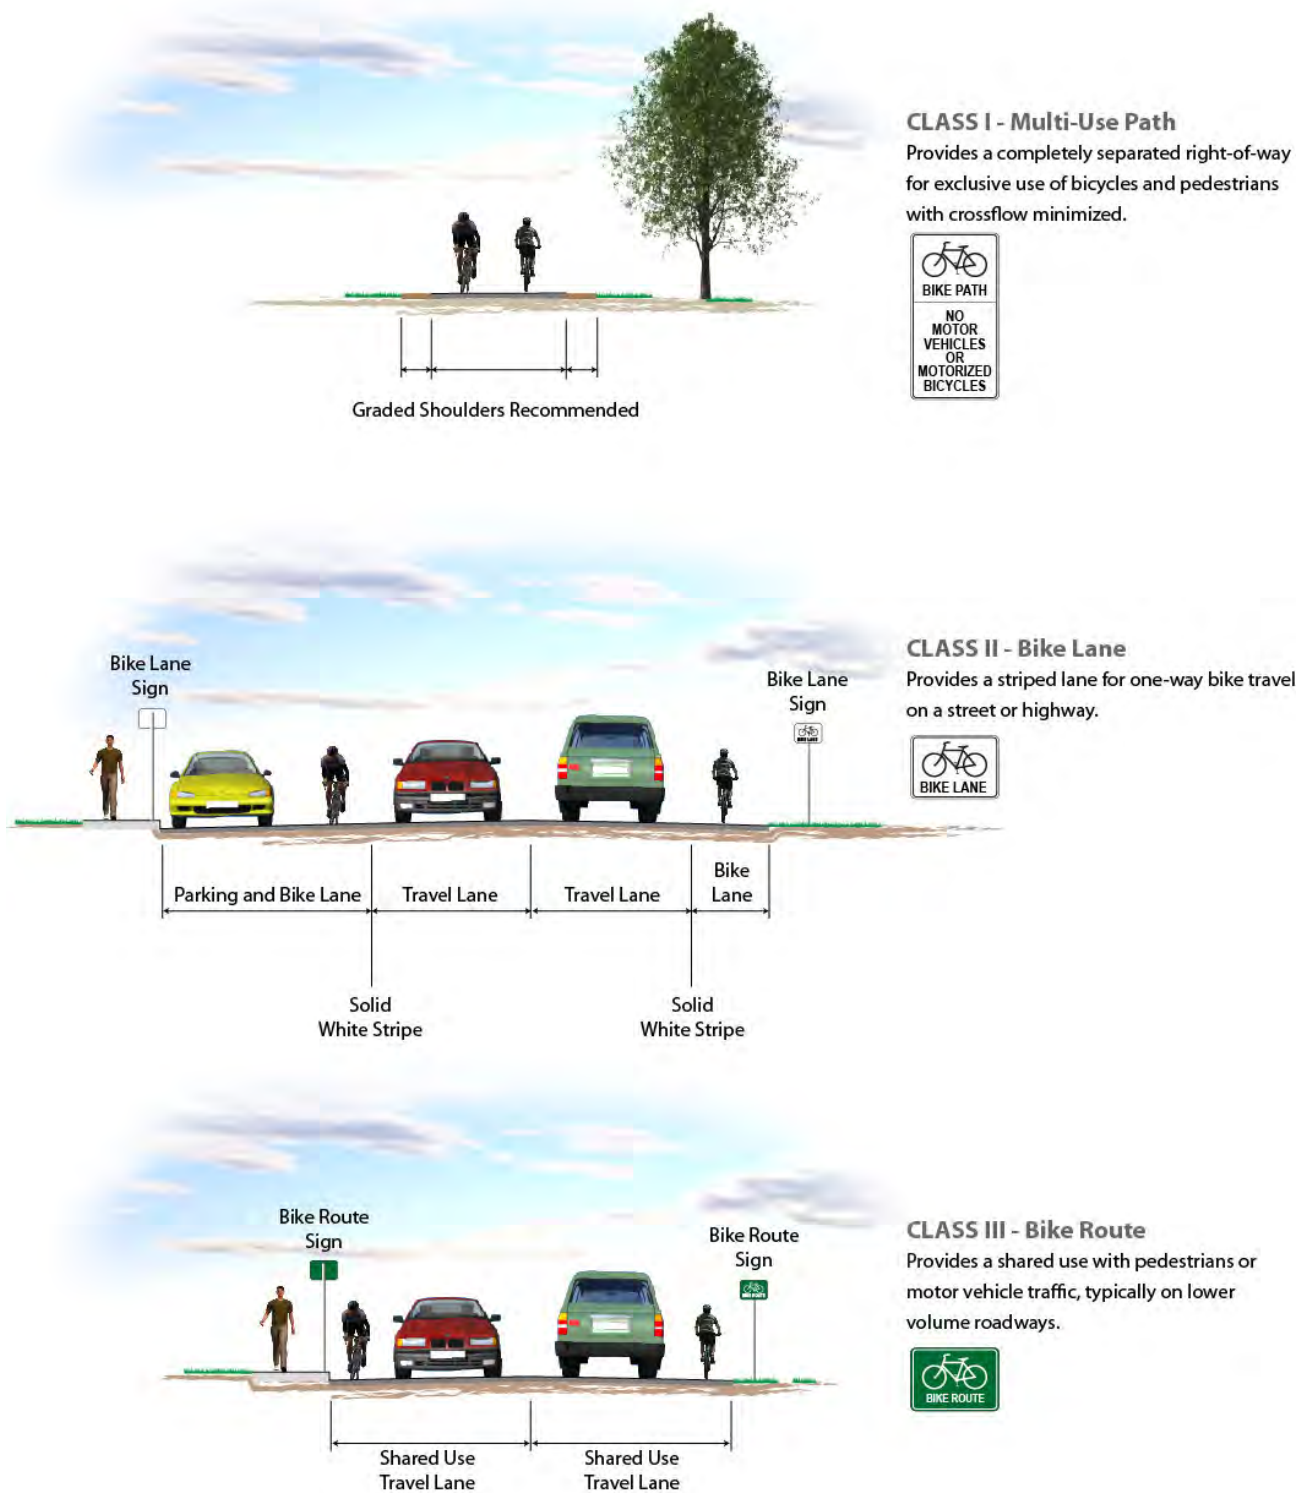 CLASS I - Multi-Use Path
Provides a completely separated right-of-way
for exclusive use of bicycles and pedestrians
with crossflow minimized.
BIKE PATH
NO
MOTOR
VEHICLES
OR
MOTORIZED
BICYCLES
Graded Shoulders Recommended
CLASS II - Bike Lane
Provides a striped lane for one-way bike travel
on a street or highway.
BIKE LANE
Bike Lane
Sign
Bike Lane
Sign
BIKE LANE
Parking and Bike Lane
Travel Lane
Travel Lane
Bike
Lane
Solid
White Stripe
Solid
White Stripe
CLASS III - Bike Route
Provides a shared use with pedestrians or
motor vehicle traffic, typically on lower
volume roadways.
BIKE ROUTE
Bike Route
Sign
Bike Route
Sign
BIKE ROUTE
Shared Use
Travel Lane
Shared Use
Travel Lane